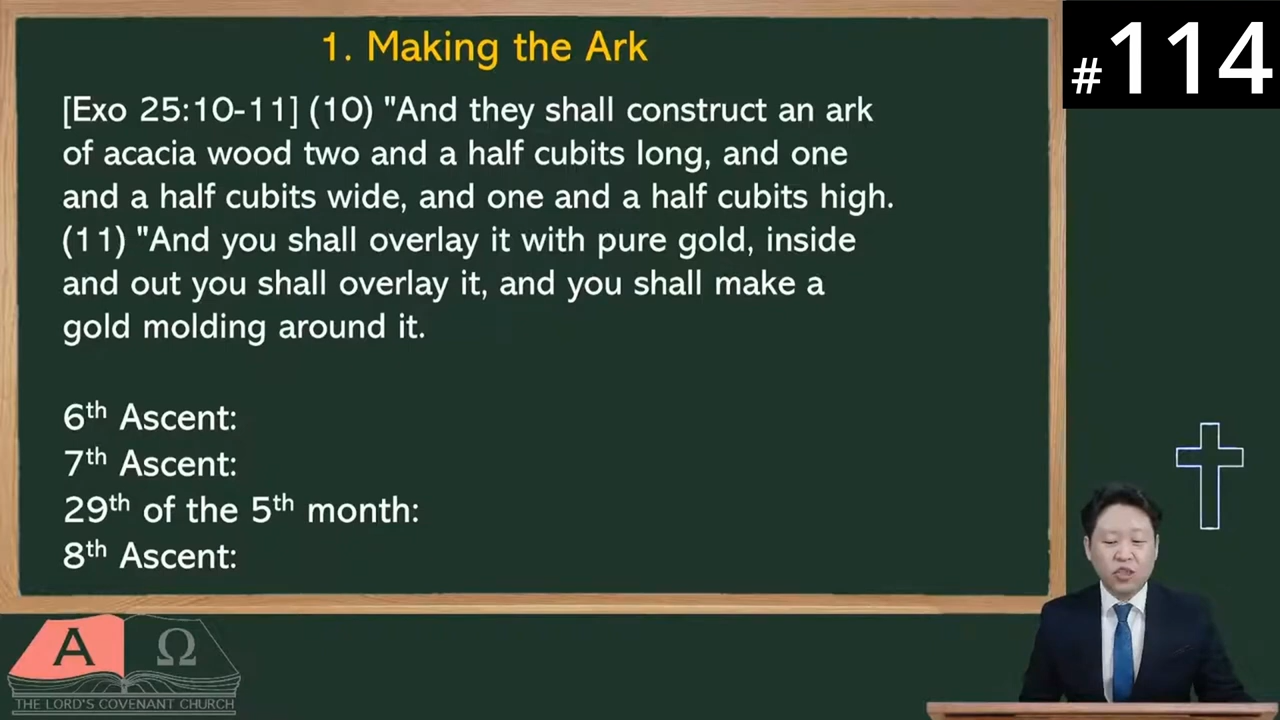 1. Making the Ark
#114
[Exo 25:10-11] (10) "And they shall construct an ark
of acacia wood two and a half cubits long, and one
and a half cubits wide, and one and a half cubits high.
(11) "And you shall overlay it with pure gold, inside
and out you shall overlay it, and you shall make a
gold molding around it.
6th Ascent:
7th Ascent:
29th of the 5th month:
8th Ascent:
A Ω
THE LORD'S COVENANT CHURCH